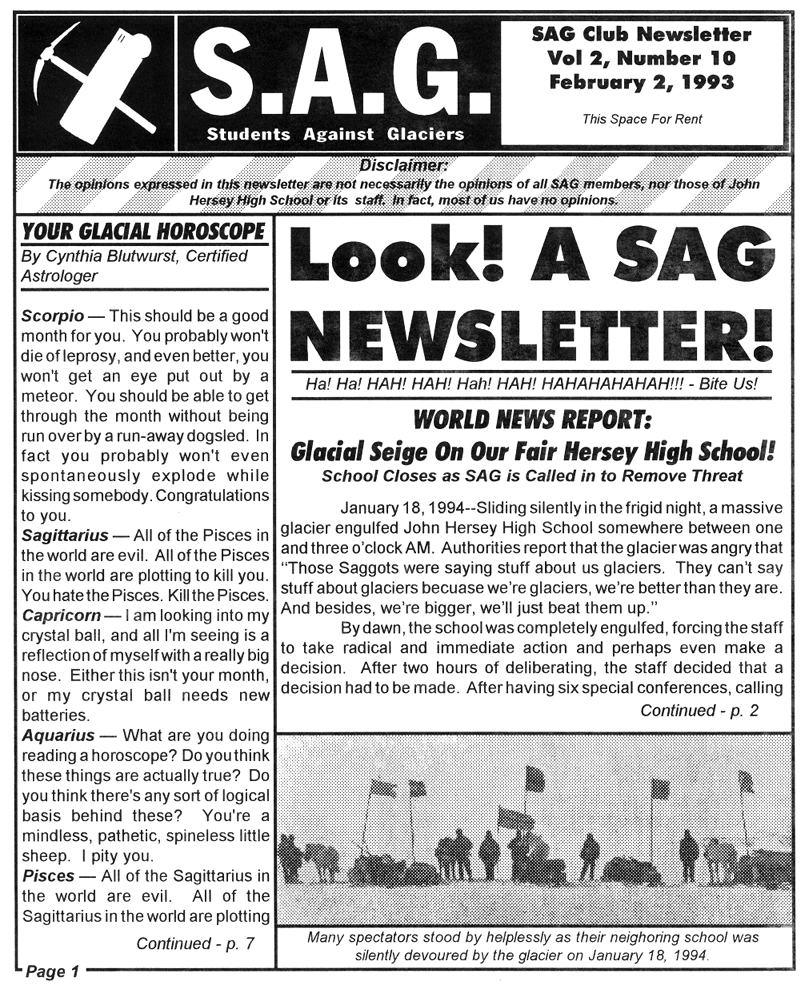 S.A.G.
Students Against Glaciers
SAG Club Newsletter
Vol 2, Number 10
February 2, 1993
This Space For Rent
Disclaimer:
The opinions expressed in this newsletter are not necessarily the opinions of all SAG members, nor those of John
Hersey High School or its staff. In fact, most of us have no opinions.
YOUR GLACIAL HOROSCOPE
By Cynthia Blutwurst, Certified
Astrologer
Scorpio — This should be a good
month for you. You probably won't
die of leprosy, and even better, you
won't get an eye put out by a
meteor. You should be able to get
through the month without being
run over by a run-away dogsled. In
fact you probably won't even
spontaneously explode while
kissing somebody. Congratulations
to you.
Sagittarius — All of the Pisces in
the world are evil. All of the Pisces
in the world are plotting to kill you.
You hate the Pisces. Kill the Pisces.
Capricorn — I am looking into my
crystal ball, and all I'm seeing is a
reflection of myself with a really big
nose. Either this isn't your month,
or my crystal ball needs new
batteries.
Aquarius — What are you doing
reading a horoscope? Do you think
these things are actually true? Do
you think there's any sort of logical
basis behind these? You're a
mindless, pathetic, spineless little
sheep. I pity you.
Pisces — All of the Sagittarius in
the world are evil. All of the
Sagittarius in the world are plotting
Continued - p. 7
Look! A SAG
NEWSLETTER!
Ha! Ha! HAH! HAH! Hah! HAH! HAHAHAHAHAH!!! - Bite Us!
WORLD NEWS REPORT:
Glacial Seige On Our Fair Hersey High School!
School Closes as SAG is Called in to Remove Threat
January 18, 1994--Sliding silently in the frigid night, a massive
glacier engulfed John Hersey High School somewhere between one
and three o'clock AM. Authorities report that the glacier was angry that
"Those Saggots were saying stuff about us glaciers. They can't say
stuff about glaciers becuase we're glaciers, we're better than they are.
And besides, we're bigger, we'll just beat them up."
By dawn, the school was completely engulfed, forcing the staff
to take radical and immediate action and perhaps even make a
decision. After two hours of deliberating, the staff decided that a
decision had to be made. After having six special conferences, calling
Continued - p. 2
Many spectators stood by helplessly as their neighoring school was
silently devoured by the glacier on January 18, 1994.
Page 1